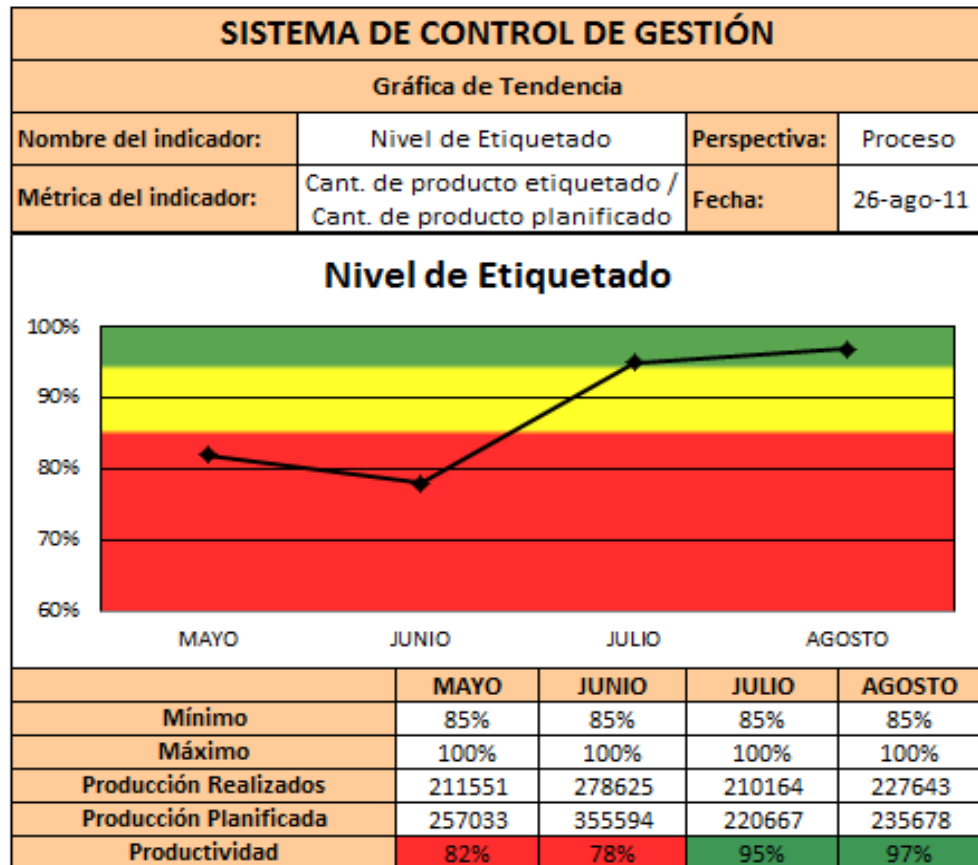 SISTEMA DE CONTROL DE GESTIÓN
Gráfica de Tendencia
Nombre del indicador: Nivel de Etiquetado Perspectiva: Proceso
Métrica del indicador: Cant. de producto etiquetado / Cant. de producto planificado Fecha: 26-ago-11
Nivel de Etiquetado
100%
90%
80%
70%
60%
MAYO JUNIO JULIO AGOSTO
MAYO JUNIO JULIO AGOSTO
Mínimo 85% 85% 85% 85%
Máximo 100% 100% 100% 100%
Producción Realizados 211551 278625 210164 227643
Producción Planificada 257033 355594 220667 235678
Productividad 82% 78% 95% 97%